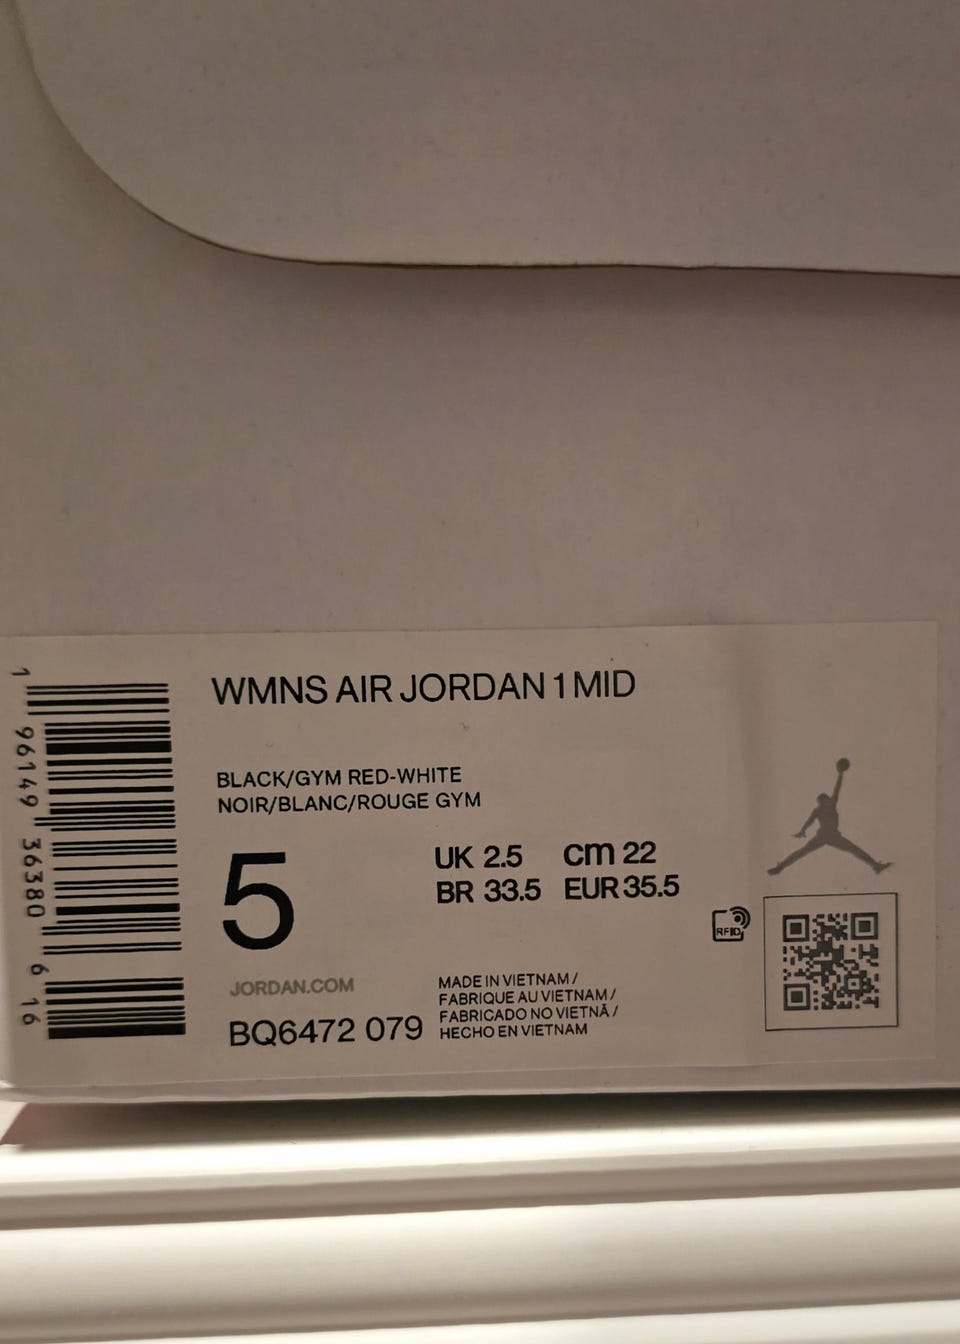 WMNS AIR JORDAN 1 MID
BLACK/GYM RED-WHITE
NOIR/BLANC/ROUGE GYM
5
UK 2.5 cm 22
BR 33.5 EUR 35.5
RFID
JORDAN.COM
BQ6472 079
MADE IN VIETNAM /
FABRIQUE AU VIETNAM /
FABRICADO NO VIETNÃ /
HECHO EN VIETNAM
1 96149 36380 6 16